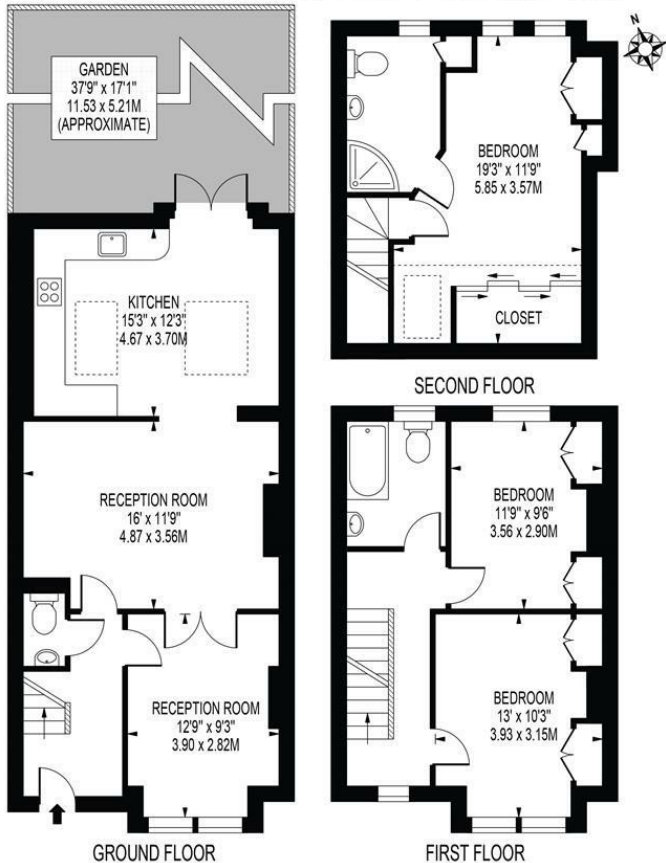 GARDEN
37'9" x 17'1"
11.53 x 5.21M
(APPROXIMATE)
KITCHEN
15'3" x 12'3"
4.67 x 3.70M
RECEPTION ROOM
16' x 11'9"
4.87 x 3.56M
RECEPTION ROOM
12'9" x 9'3"
3.90 x 2.82M
GROUND FLOOR
N
BEDROOM
19'3" x 11'9"
5.85 x 3.57M
CLOSET
SECOND FLOOR
BEDROOM
11'9" x 9'6"
3.56 x 2.90M
BEDROOM
13' x 10'3"
3.93 x 3.15M
FIRST FLOOR